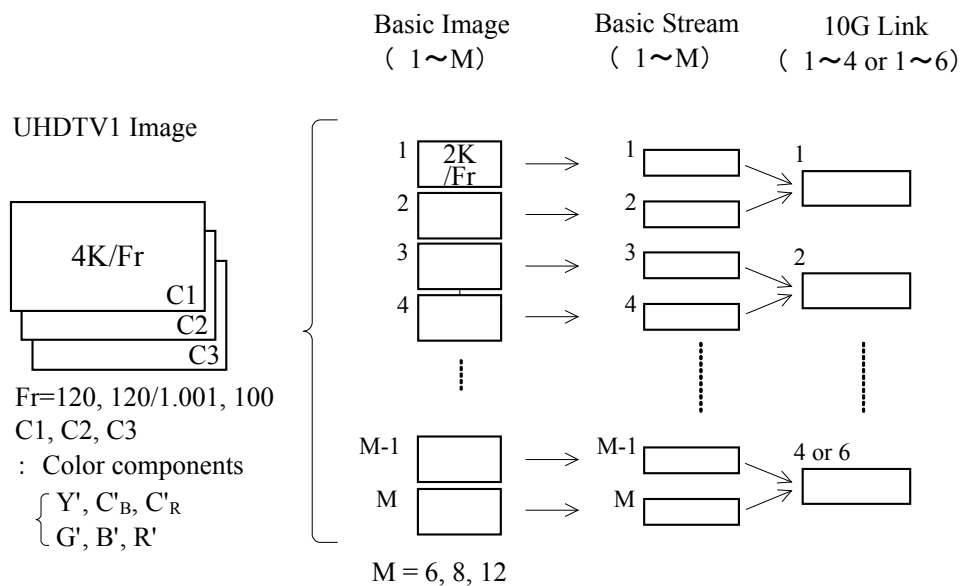 Basic Image
( 1～M)
Basic Stream
( 1～M)
10G Link
( 1～4 or 1～6)
UHDTV1 Image
4K/Fr
C1
C2
C3
Fr=120, 120/1.001, 100
C1, C2, C3
: Color components
Y', C'B, C'R
G', B', R'
1
2K
/Fr
2
3
4
M-1
M
M = 6, 8, 12
1
2
3
4
M-1
M
1
2
4 or 6